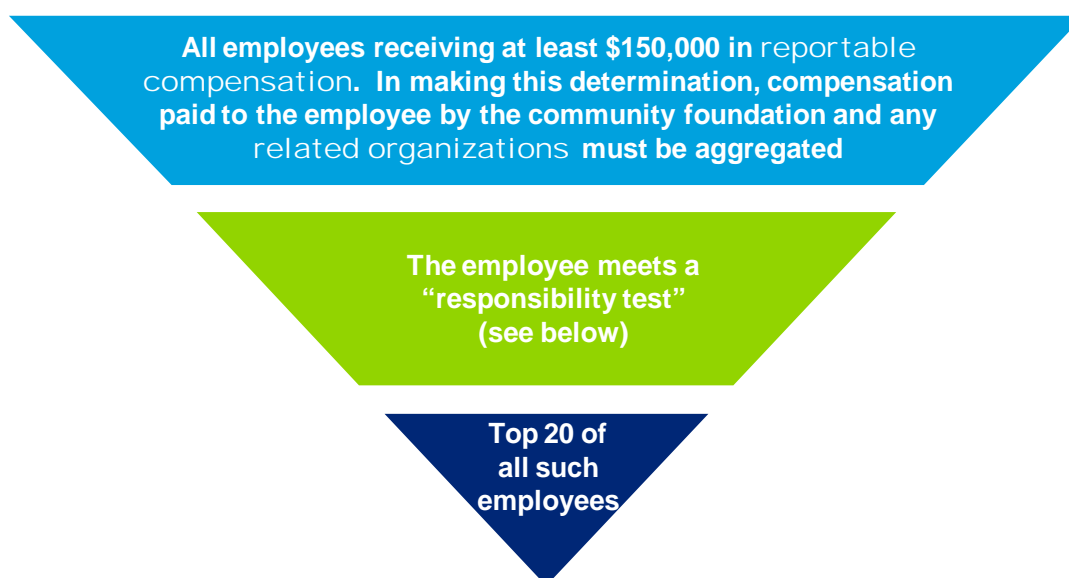 All employees receiving at least $150,000 in reportable
compensation.  In making this determination, compensation
paid to the employee by the community foundation and any
related organizations must be aggregated
The employee meets a
“responsibility test”
(see below)
Top 20 of
all such
employees